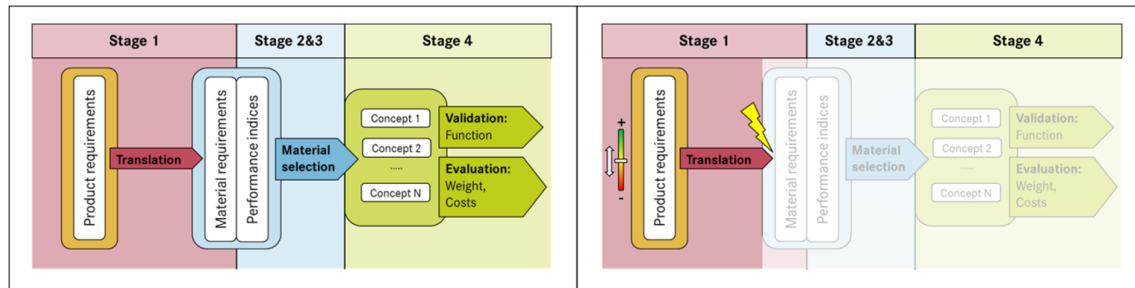 Stage 1
Stage 2&3
Stage 4
Product requirements
Translation
Material requirements
Performance indices
Material
selection
Concept 1
Concept 2
.....
Concept N
Validation:
Function
Evaluation:
Weight,
Costs
Stage 1
Stage 2&3
Stage 4
+
-
Product requirements
Translation
Material requirements
Performance indices
Material
selection
Concept 1
Concept 2
.....
Concept N
Validation:
Function
Evaluation:
Weight,
Costs